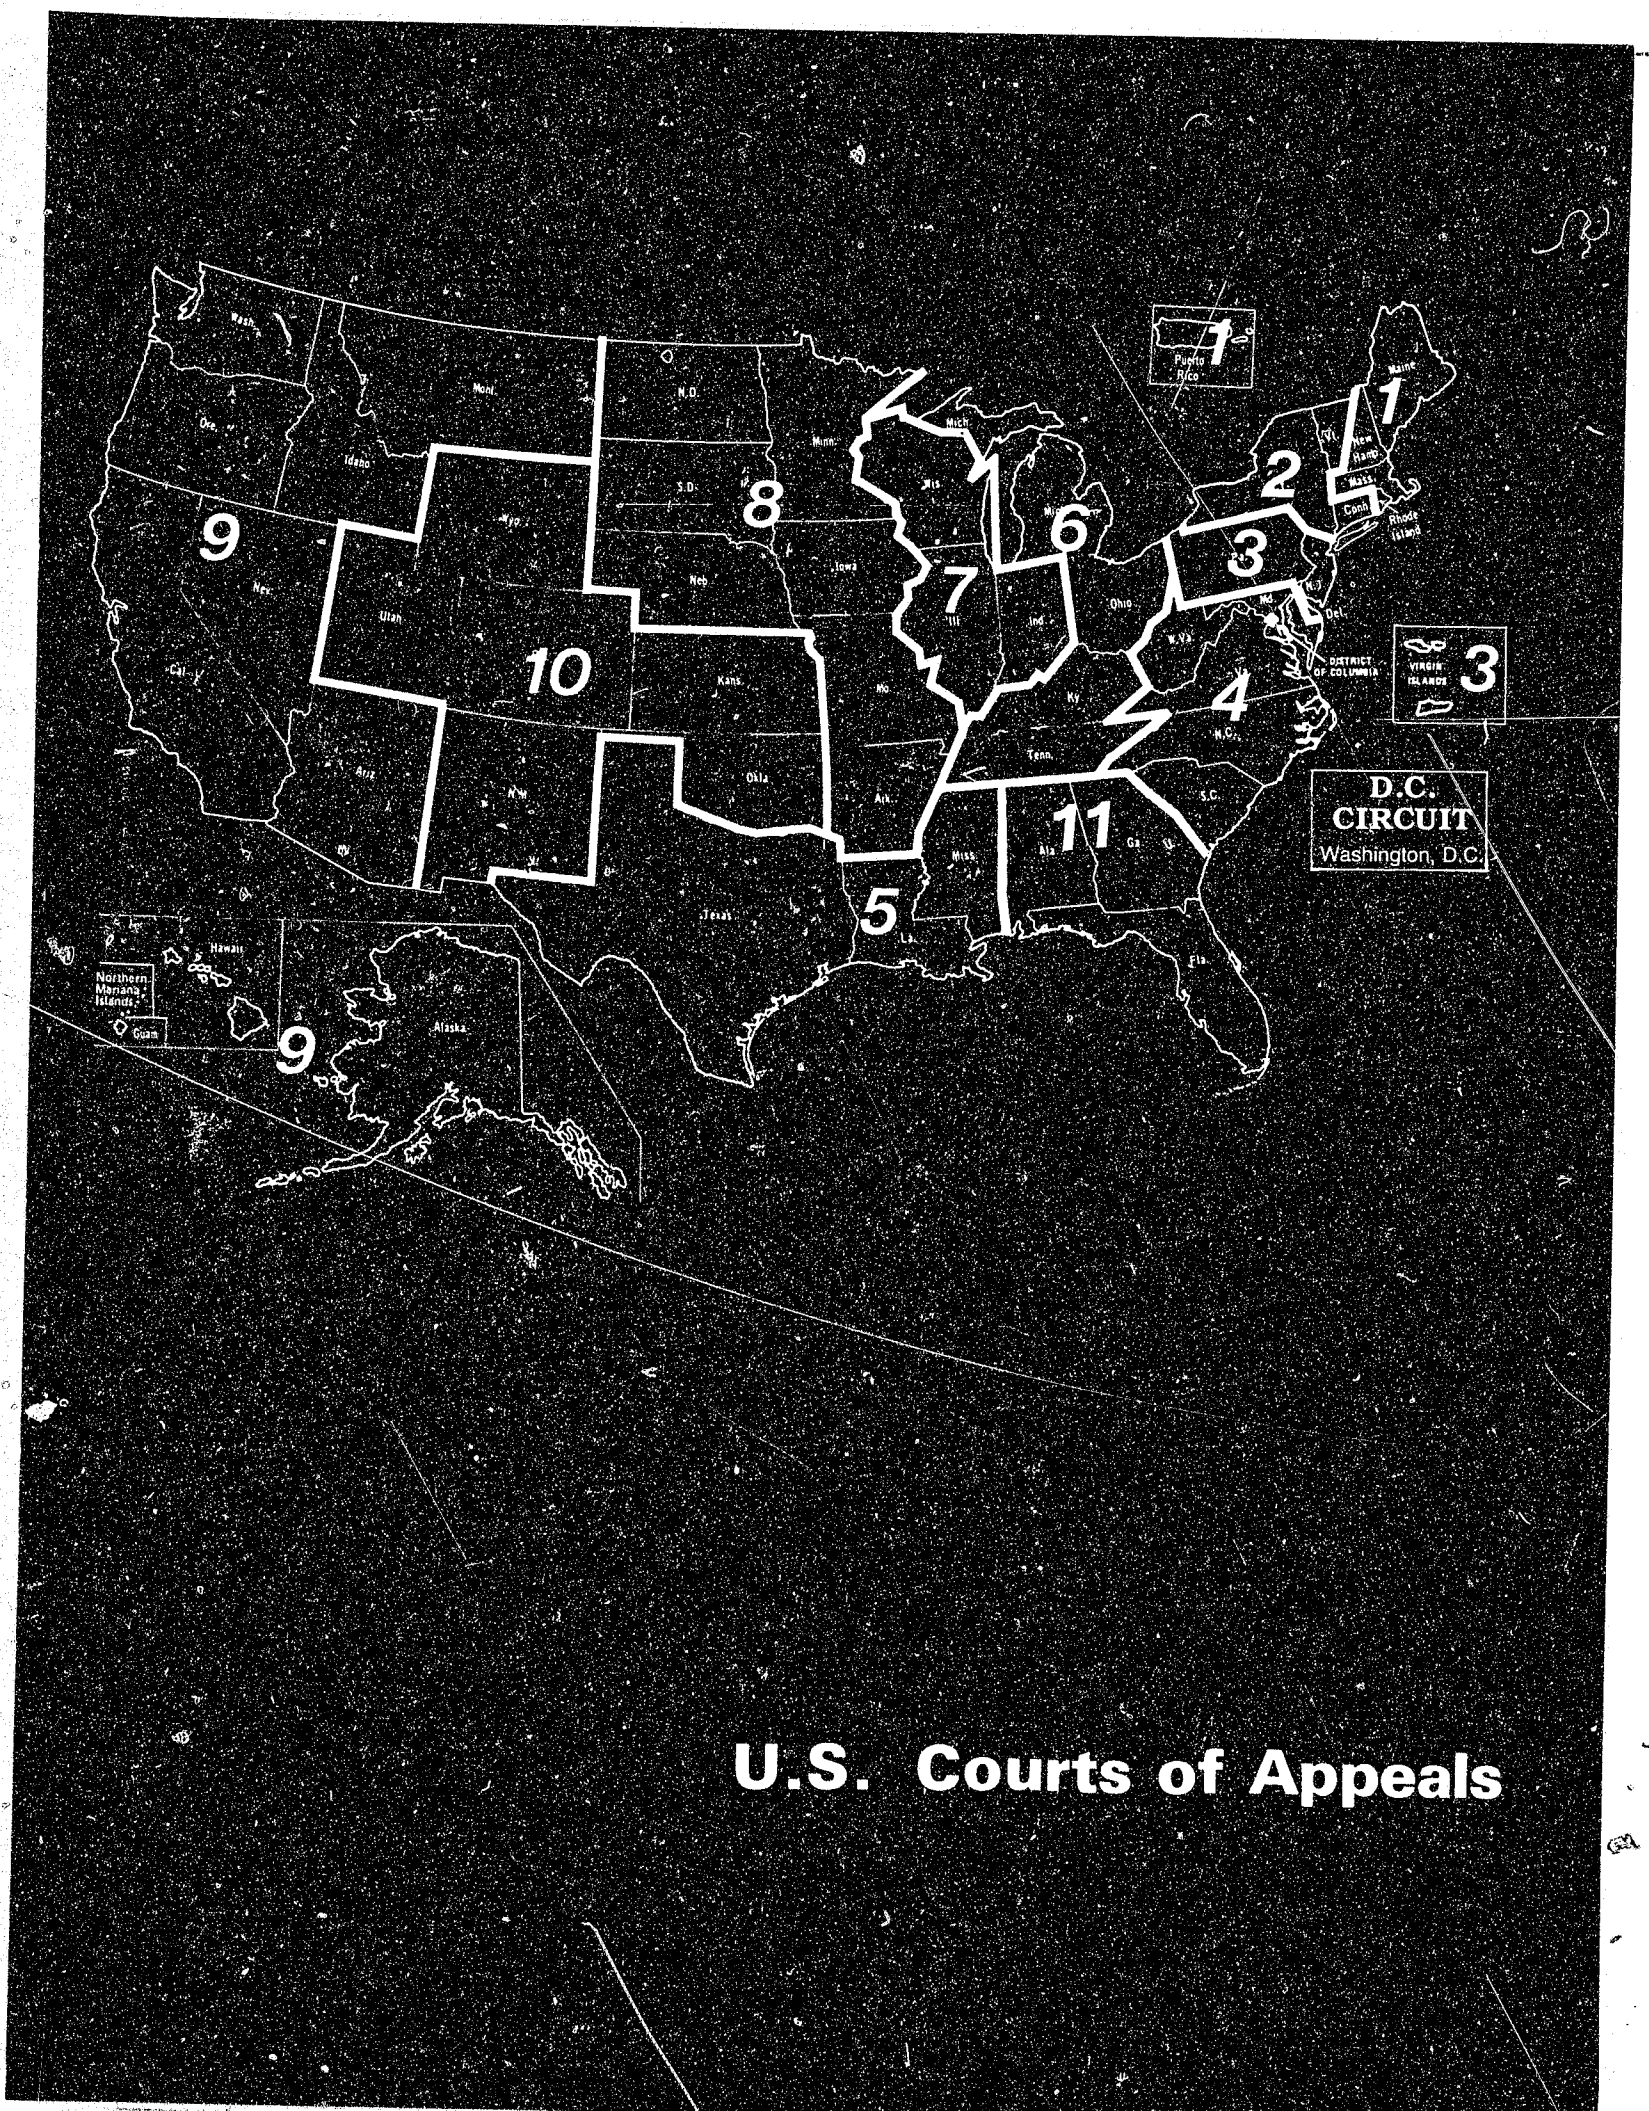 Wash.
Mont.
N.D.
Minn.
Mich
Puerto
Rico
1
Maine
1
Ore.
Idaho
Vt
New
Hamp.
Mass.
Conn.
Rhode
Island
2
S.D.
8
Wis
6
3
9
Wyo.
Nev.
Utah
Neb.
Iowa
7
Ill
Ind.
Ohio
N.J.
Md.
Del.
W.Va.
DISTRICT
OF COLUMBIA
VIRGIN
ISLANDS
3
Cal.
10
Kans.
Mo.
Ky.
4
N.C.
Tenn.
Ariz.
N.M.
Okla.
Ark.
S.C.
D.C.
CIRCUIT
Washington, D.C.
Miss.
Ala.
11
Ga.
Texas
5
La.
Fla.
Hawaii
Northern
Mariana
Islands
Guam
9
Alaska
U.S. Courts of Appeals